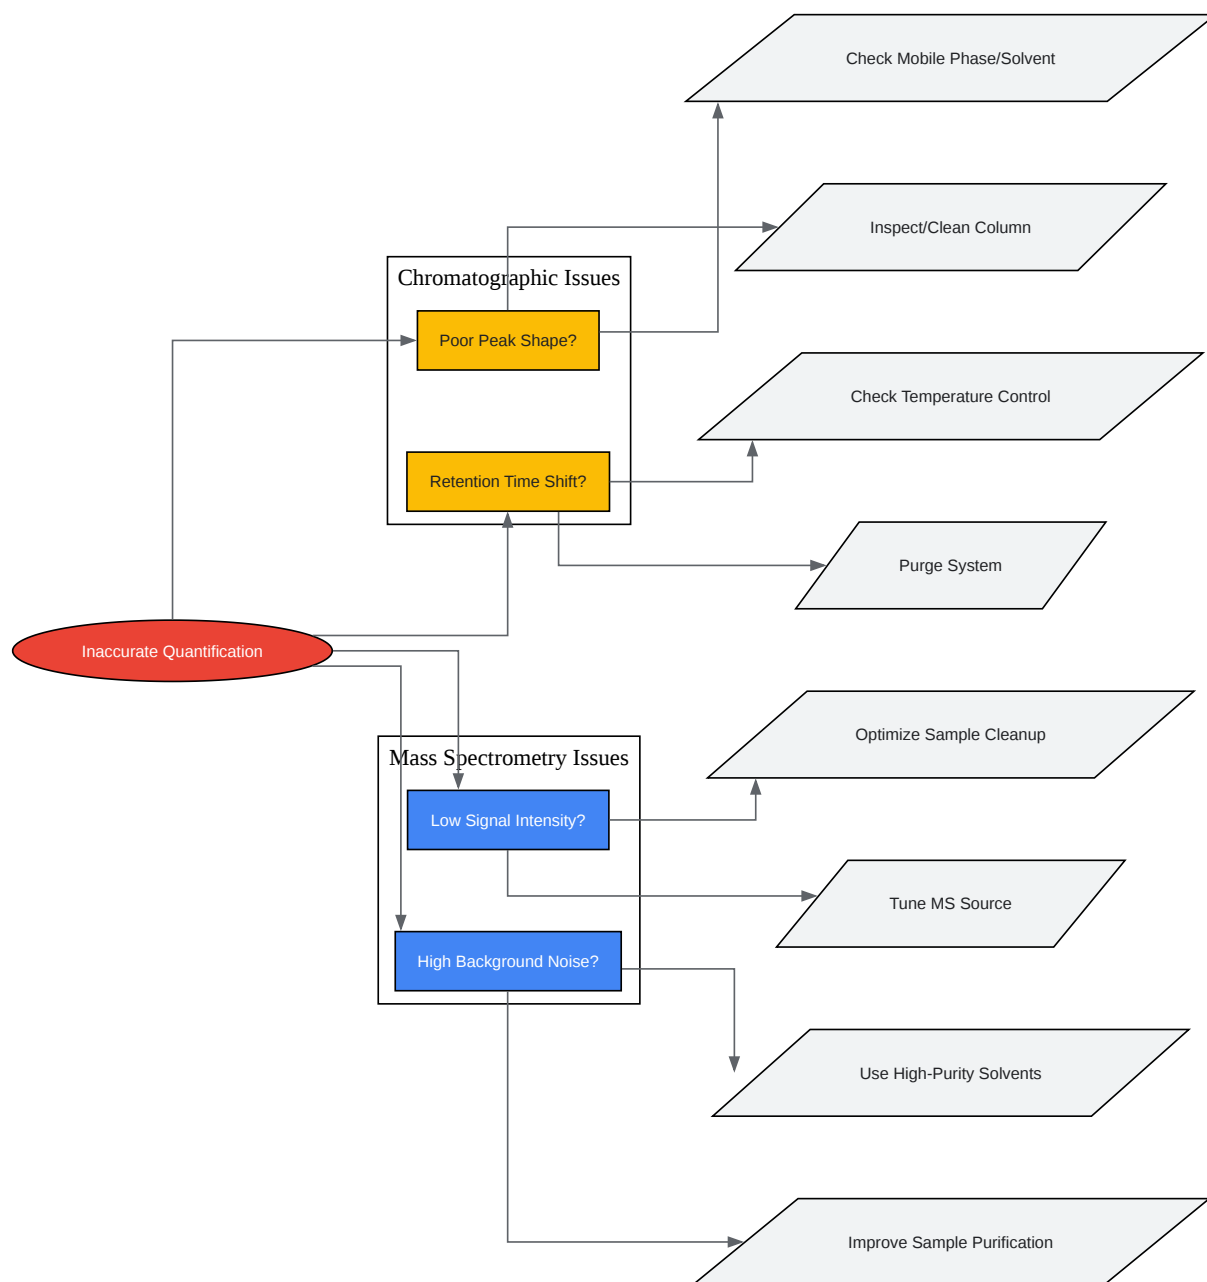 Check Mobile Phase/Solvent
Inspect/Clean Column
Chromatographic Issues
Poor Peak Shape?
Check Temperature Control
Retention Time Shift?
Purge System
Inaccurate Quantification
Optimize Sample Cleanup
Mass Spectrometry Issues
Low Signal Intensity?
Tune MS Source
High Background Noise?
Use High-Purity Solvents
Improve Sample Purification